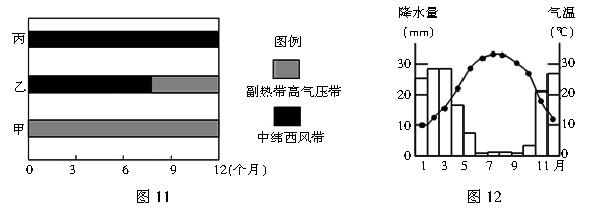 丙
乙
甲
0 3 6 9 12(个月)
图例
副热带高气压带
中纬西风带
图11
降水量 气温
(mm) (℃)
30 30
20 20
10 10
0 0
1 3 5 7 9 11 月
图12